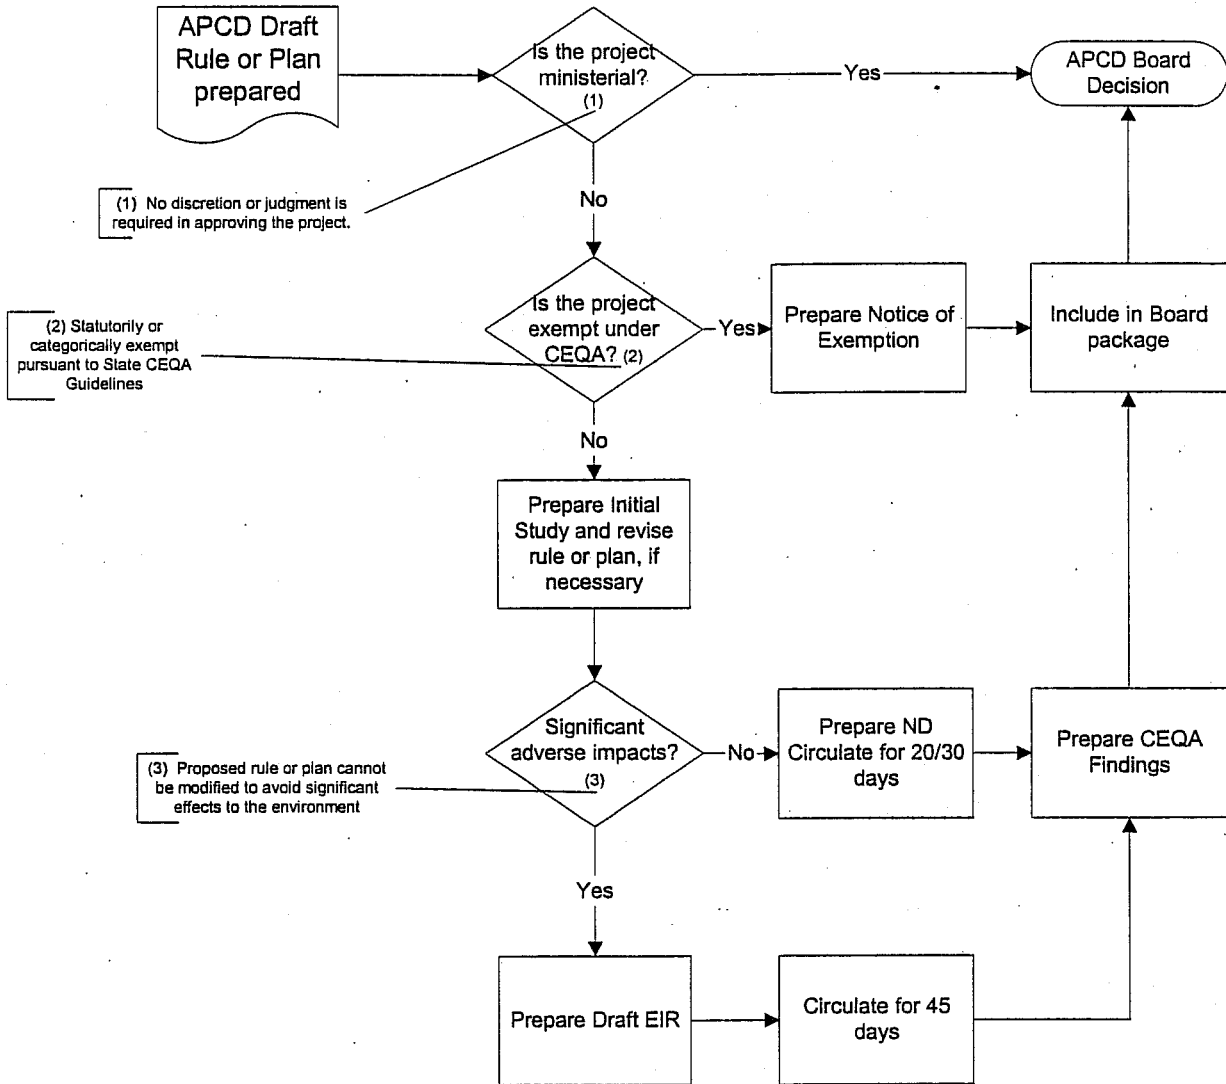 APCD Draft
Rule or Plan
prepared
Is the project
ministerial?
(1)
Yes
APCD Board
Decision
No
(1) No discretion or judgment is
required in approving the project.
Is the project
exempt under
CEQA? (2)
Yes
Prepare Notice of
Exemption
Include in Board
package
(2) Statutorily or
categorically exempt
pursuant to State CEQA
Guidelines
No
Prepare Initial
Study and revise
rule or plan, if
necessary
Significant
adverse impacts?
(3)
No
Prepare ND
Circulate for 20/30
days
Prepare CEQA
Findings
(3) Proposed rule or plan cannot
be modified to avoid significant
effects to the environment
Yes
Prepare Draft EIR
Circulate for 45
days